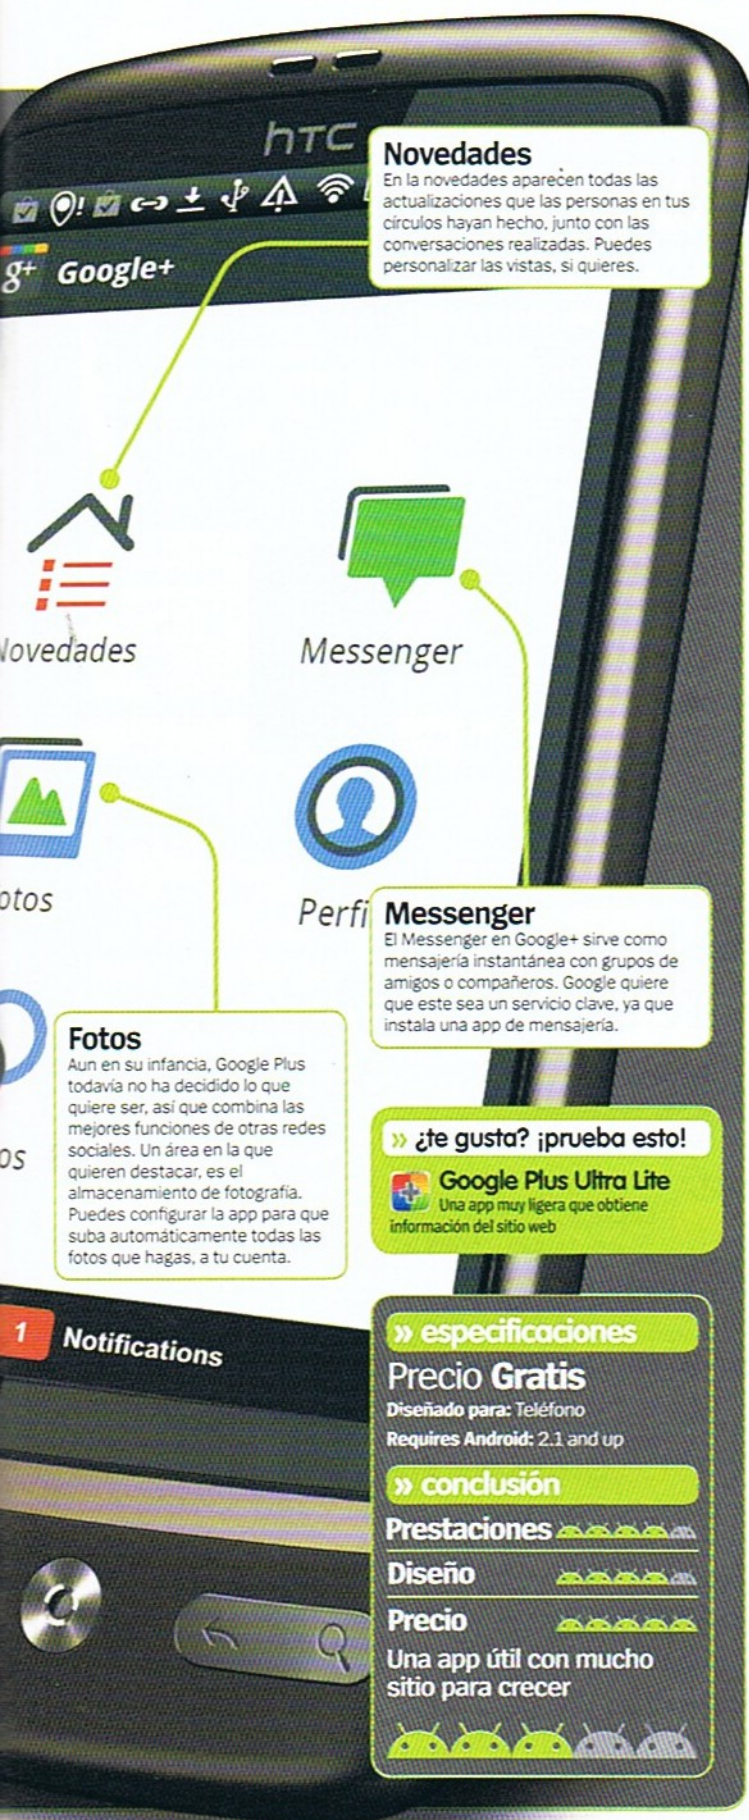 hTC
g+ Google+
Novedades
En la novedades aparecen todas las
actualizaciones que las personas en tus
círculos hayan hecho, junto con las
conversaciones realizadas. Puedes
personalizar las vistas, si quieres.
Novedades
Messenger
otos
Perfi
Messenger
El Messenger en Google+ sirve como
mensajería instantánea con grupos de
amigos o compañeros. Google quiere
que este sea un servicio clave, ya que
instala una app de mensajería.
Fotos
Aun en su infancia, Google Plus
todavía no ha decidido lo que
quiere ser, así que combina las
mejores funciones de otras redes
sociales. Un área en la que
quieren destacar, es el
almacenamiento de fotografía.
Puedes configurar la app para que
suba automáticamente todas las
fotos que hagas, a tu cuenta.
os
1 Notifications
» ¿te gusta? ¡prueba esto!
Google Plus Ultra Lite
Una app muy ligera que obtiene
información del sitio web
» especificaciones
Precio Gratis
Diseñado para: Teléfono
Requires Android: 2.1 and up
» conclusión
Prestaciones
Diseño
Precio
Una app útil con mucho
sitio para crecer